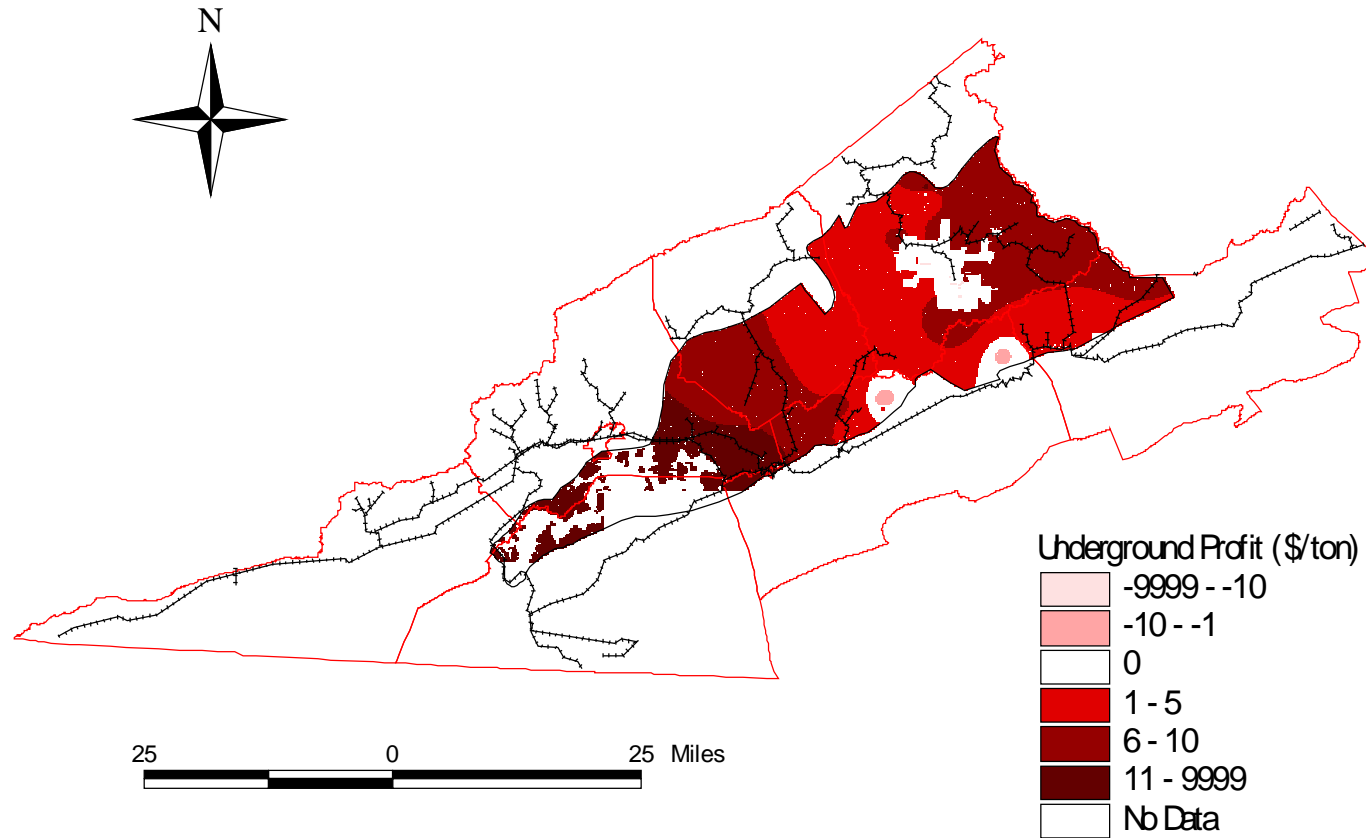 N
Underground Profit ($/ton)
-9999 - -10
-10 - -1
0
1 - 5
6 - 10
11 - 9999
No Data
25 0 25 Miles